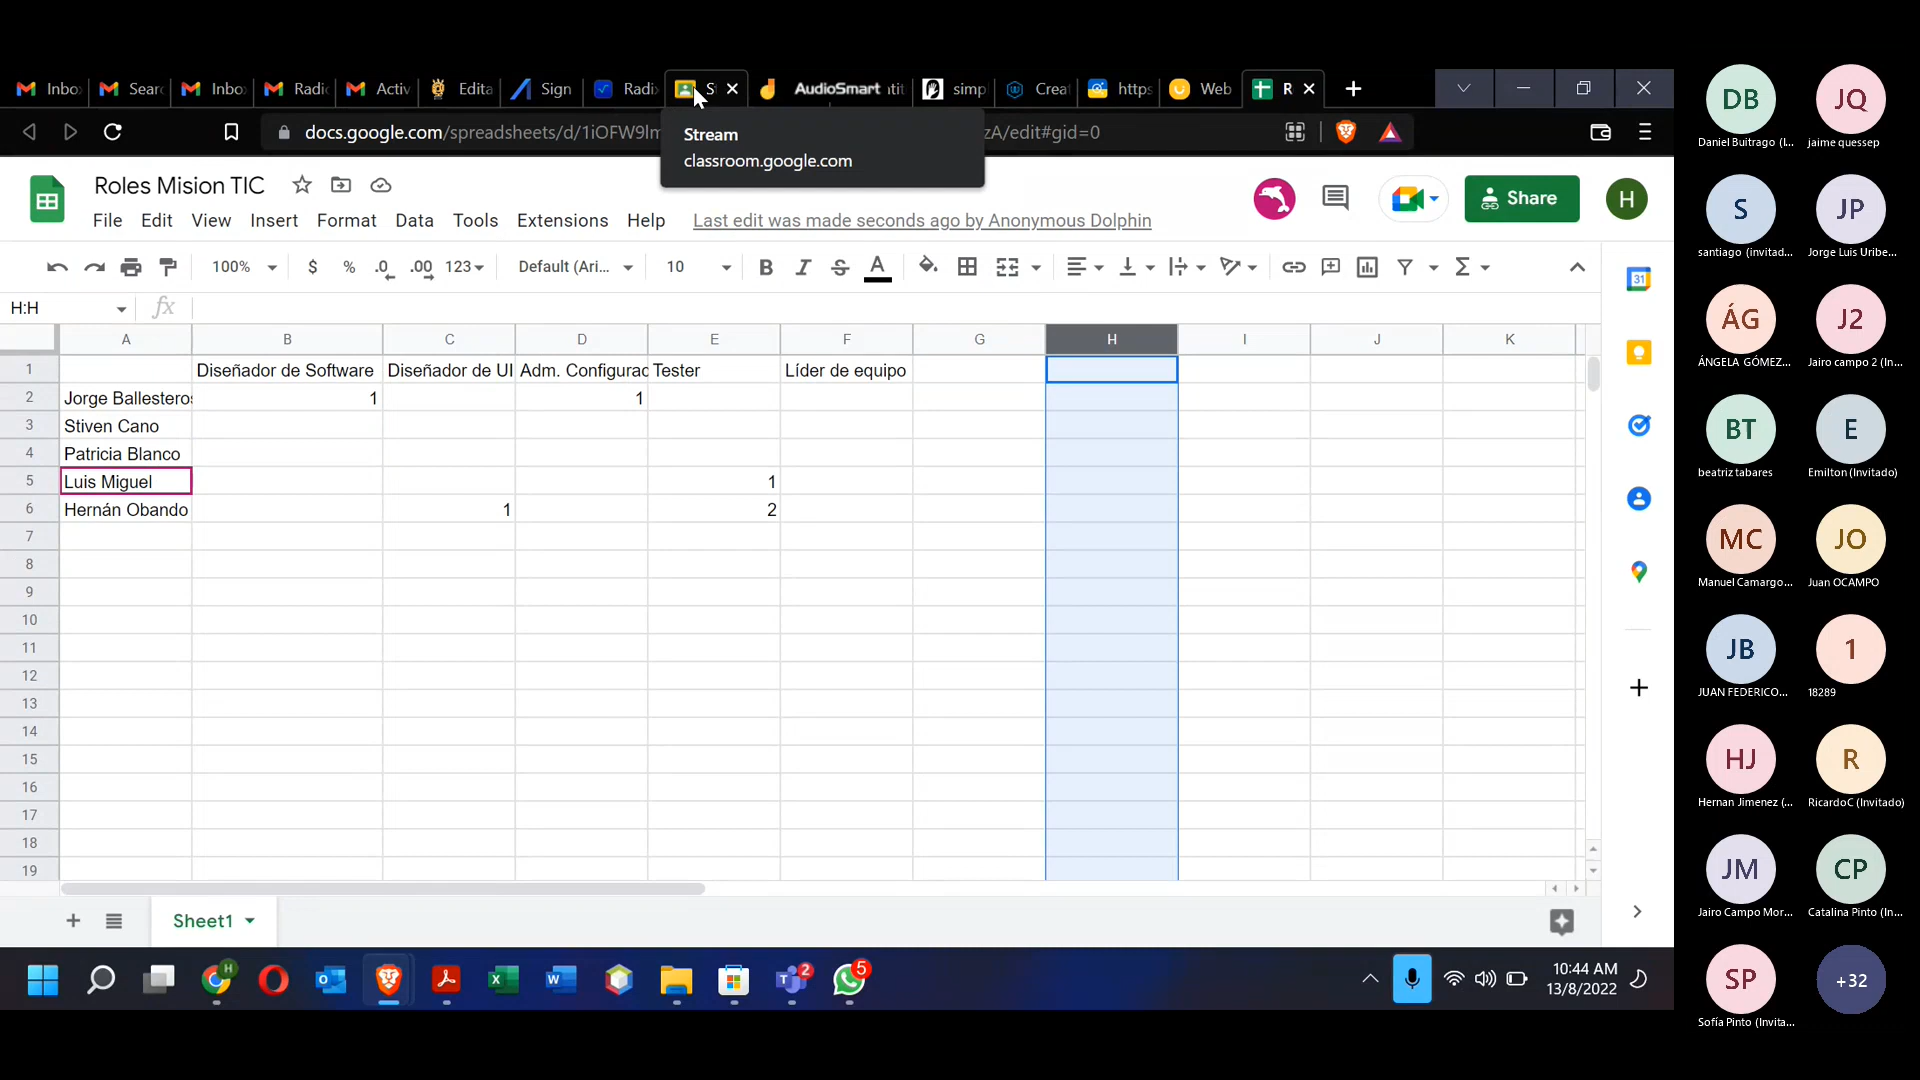 Inbo
Sear
Inbo
Radi
Activ
Edita
Sign
Radi
S
AudioSmart
simp
Crea
https
Web
R
docs.google.com/spreadsheets/d/1iOFW9l
zA/edit#gid=0
Stream
classroom.google.com
Roles Mision TIC
Share
H
File Edit View Insert Format Data Tools Extensions Help
Last edit was made seconds ago by Anonymous Dolphin
100% $ % .0 .00 123 Default (Ari... 10 B I S A Σ
31
H:H fx
A B C D E F G H I J K
1 Diseñador de Software Diseñador de UI Adm. Configurac Tester Líder de equipo
2 Jorge Ballestero 1 1
3 Stiven Cano
4 Patricia Blanco
5 Luis Miguel 1
6 Hernán Obando 1 2
7
8
9
10
11
12
13
14
15
16
17
18
19
Sheet1
H
2
5
10:44 AM
13/8/2022
DB JQ
Daniel Buitrago (I... jaime quessep
S JP
santiago (invitad... Jorge Luis Uribe...
ÁG J2
ÁNGELA GÓMEZ... Jairo campo 2 (In...
BT E
beatriz tabares Emilton (Invitado)
MC JO
Manuel Camargo... Juan OCAMPO
JB 1
JUAN FEDERICO... 18289
HJ R
Hernan Jimenez (... RicardoC (Invitado)
JM CP
Jairo Campo Mor... Catalina Pinto (In...
SP +32
Sofía Pinto (Invita...